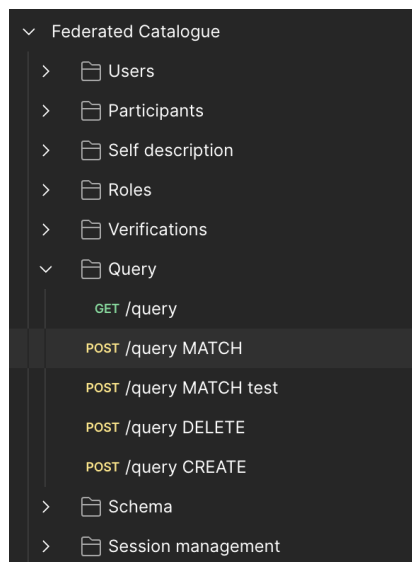 Federated Catalogue
Users
Participants
Self description
Roles
Verifications
Query
GET /query
POST /query MATCH
POST /query MATCH test
POST /query DELETE
POST /query CREATE
Schema
Session management